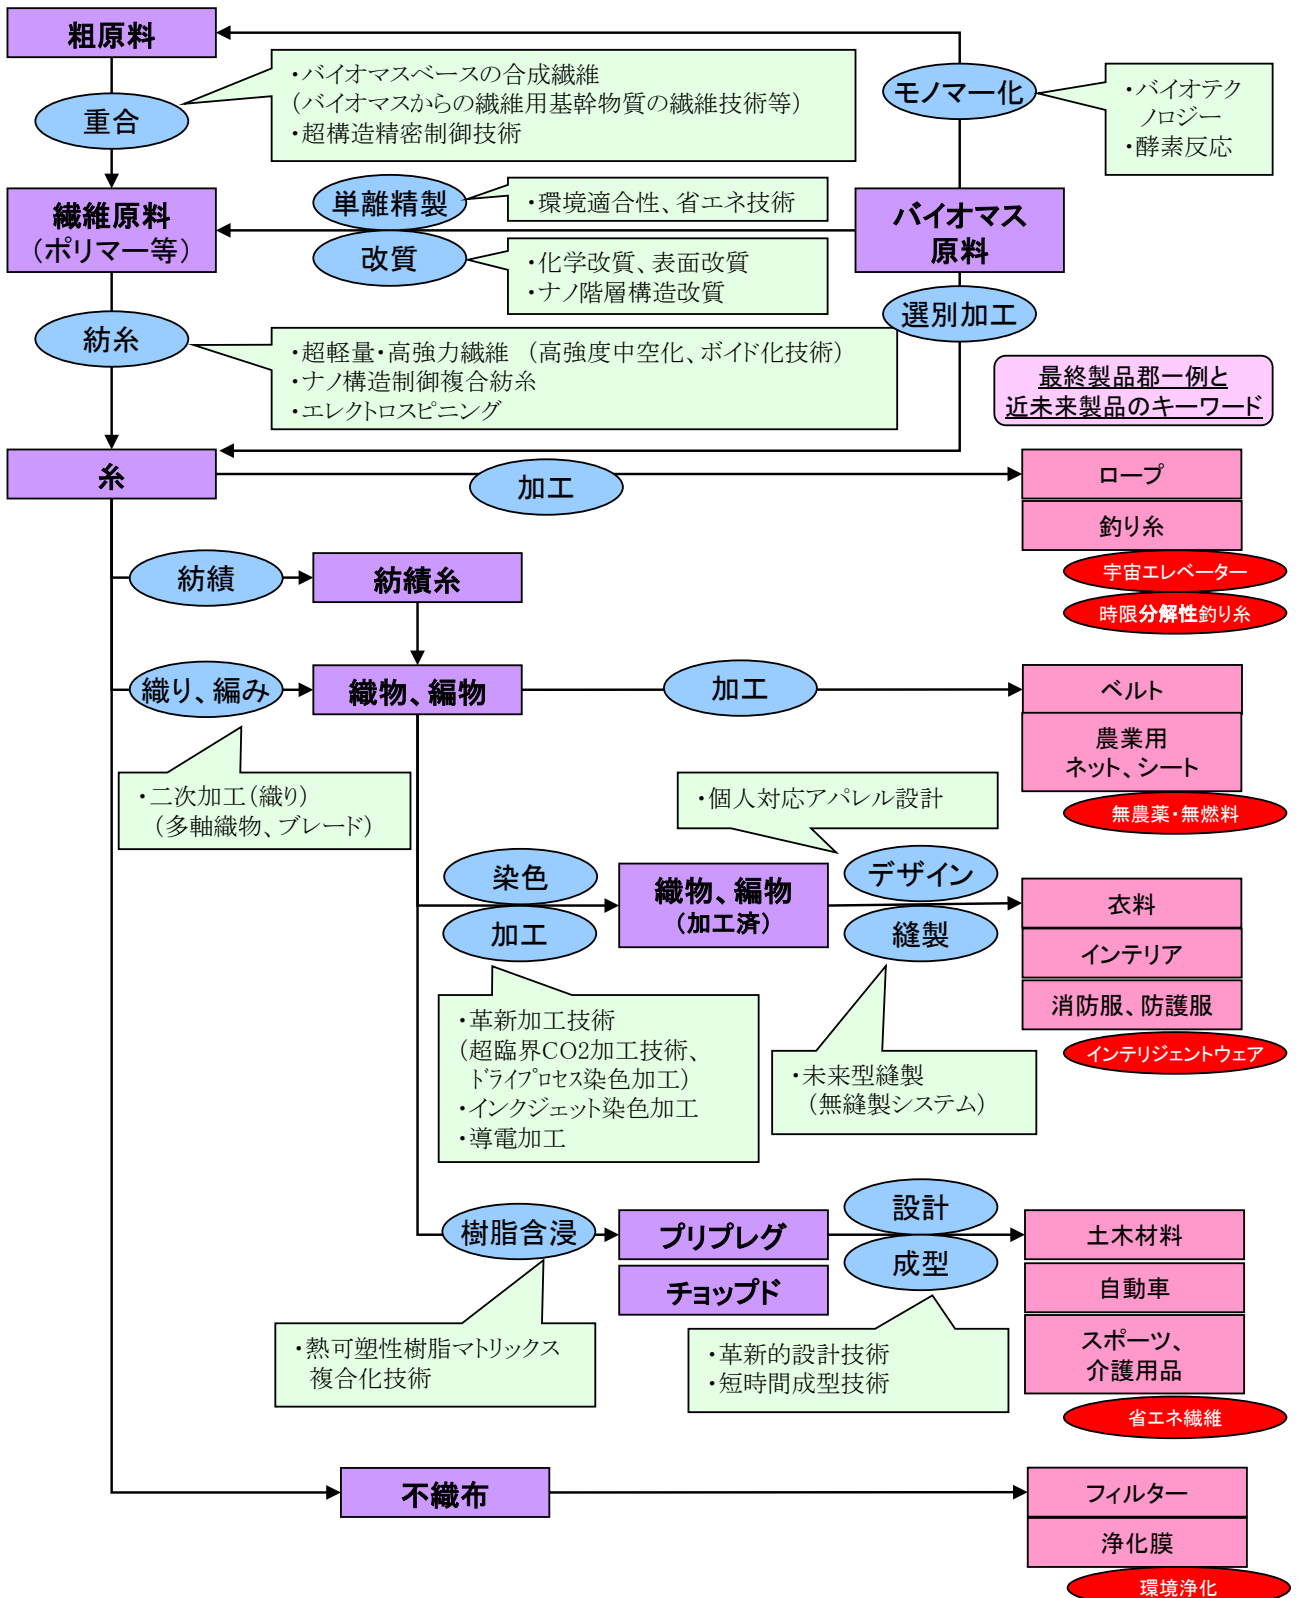 粗原料
重合
・バイオマスベースの合成繊維
（バイオマスからの繊維用基幹物質の繊維技術等）
・超構造精密制御技術
モノマー化
・バイオテク
ノロジー
・酵素反応
繊維原料
（ポリマー等）
単離精製
・環境適合性、省エネ技術
改質
・化学改質、表面改質
・ナノ階層構造改質
バイオマス
原料
選別加工
紡糸
・超軽量・高強力繊維　（高強度中空化、ボイド化技術）
・ナノ構造制御複合紡糸
・エレクトロスピニング
最終製品郡一例と
近未来製品のキーワード
糸
加工
ロープ
釣り糸
宇宙エレベーター
時限分解性釣り糸
紡績
紡績糸
織り、編み
織物、編物
加工
ベルト
農業用
ネット、シート
無農薬・無燃料
・二次加工（織り）
（多軸織物、ブレード）
・個人対応アパレル設計
染色
加工
織物、編物
（加工済）
デザイン
縫製
衣料
インテリア
消防服、防護服
インテリジェントウェア
・革新加工技術
（超臨界CO2加工技術、
ドライプロセス染色加工）
・インクジェット染色加工
・導電加工
・未来型縫製
（無縫製システム）
樹脂含浸
プリプレグ
チョップド
設計
成型
土木材料
自動車
スポーツ、
介護用品
省エネ繊維
・熱可塑性樹脂マトリックス
複合化技術
・革新的設計技術
・短時間成型技術
不織布
フィルター
浄化膜
環境浄化